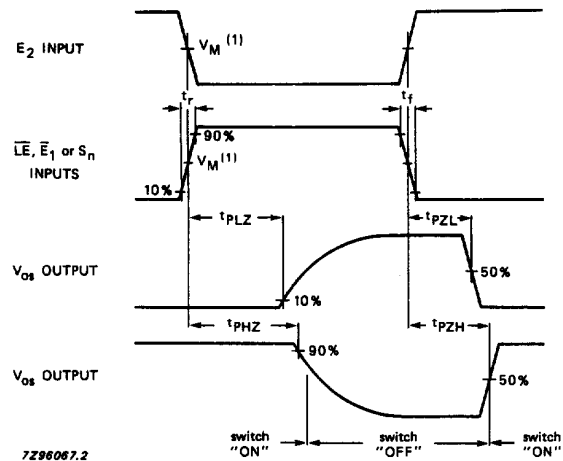 E2 INPUT
VM(1)
tr
tf
90%
LE, E1 or Sn
INPUTS
VM(1)
10%
tPLZ
tPZL
Vos OUTPUT
50%
10%
tPHZ
tPZH
90%
Vos OUTPUT
50%
switch
"ON"
switch
"OFF"
switch
"ON"
7Z96067.2